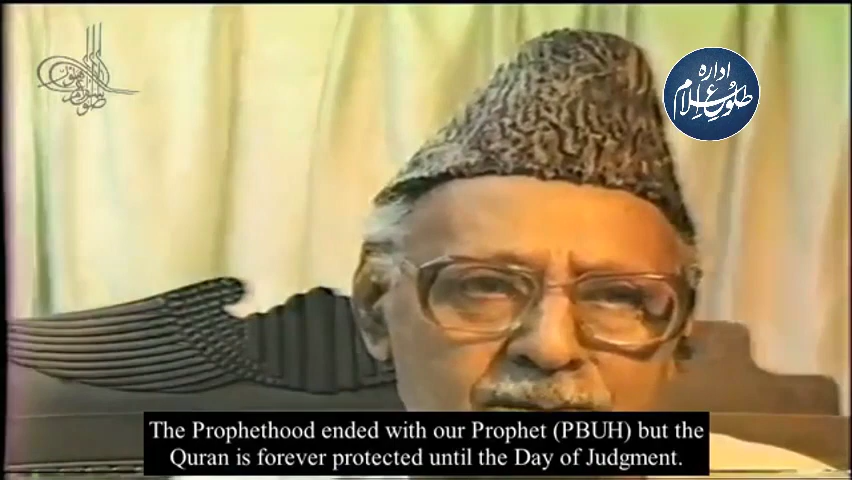 ادارہ
طلوعِ اسلام
The Prophethood ended with our Prophet (PBUH) but the
Quran is forever protected until the Day of Judgment.